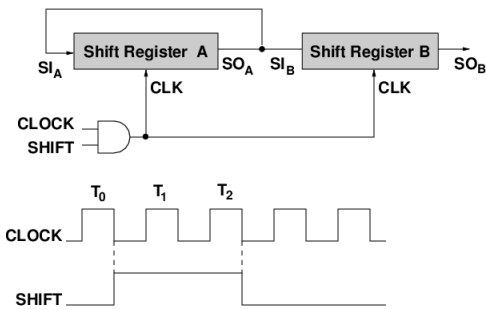 Shift Register A
Shift Register B
SI_A
SO_A
SI_B
SO_B
CLK
CLK
CLOCK
SHIFT
T_0
T_1
T_2
CLOCK
SHIFT